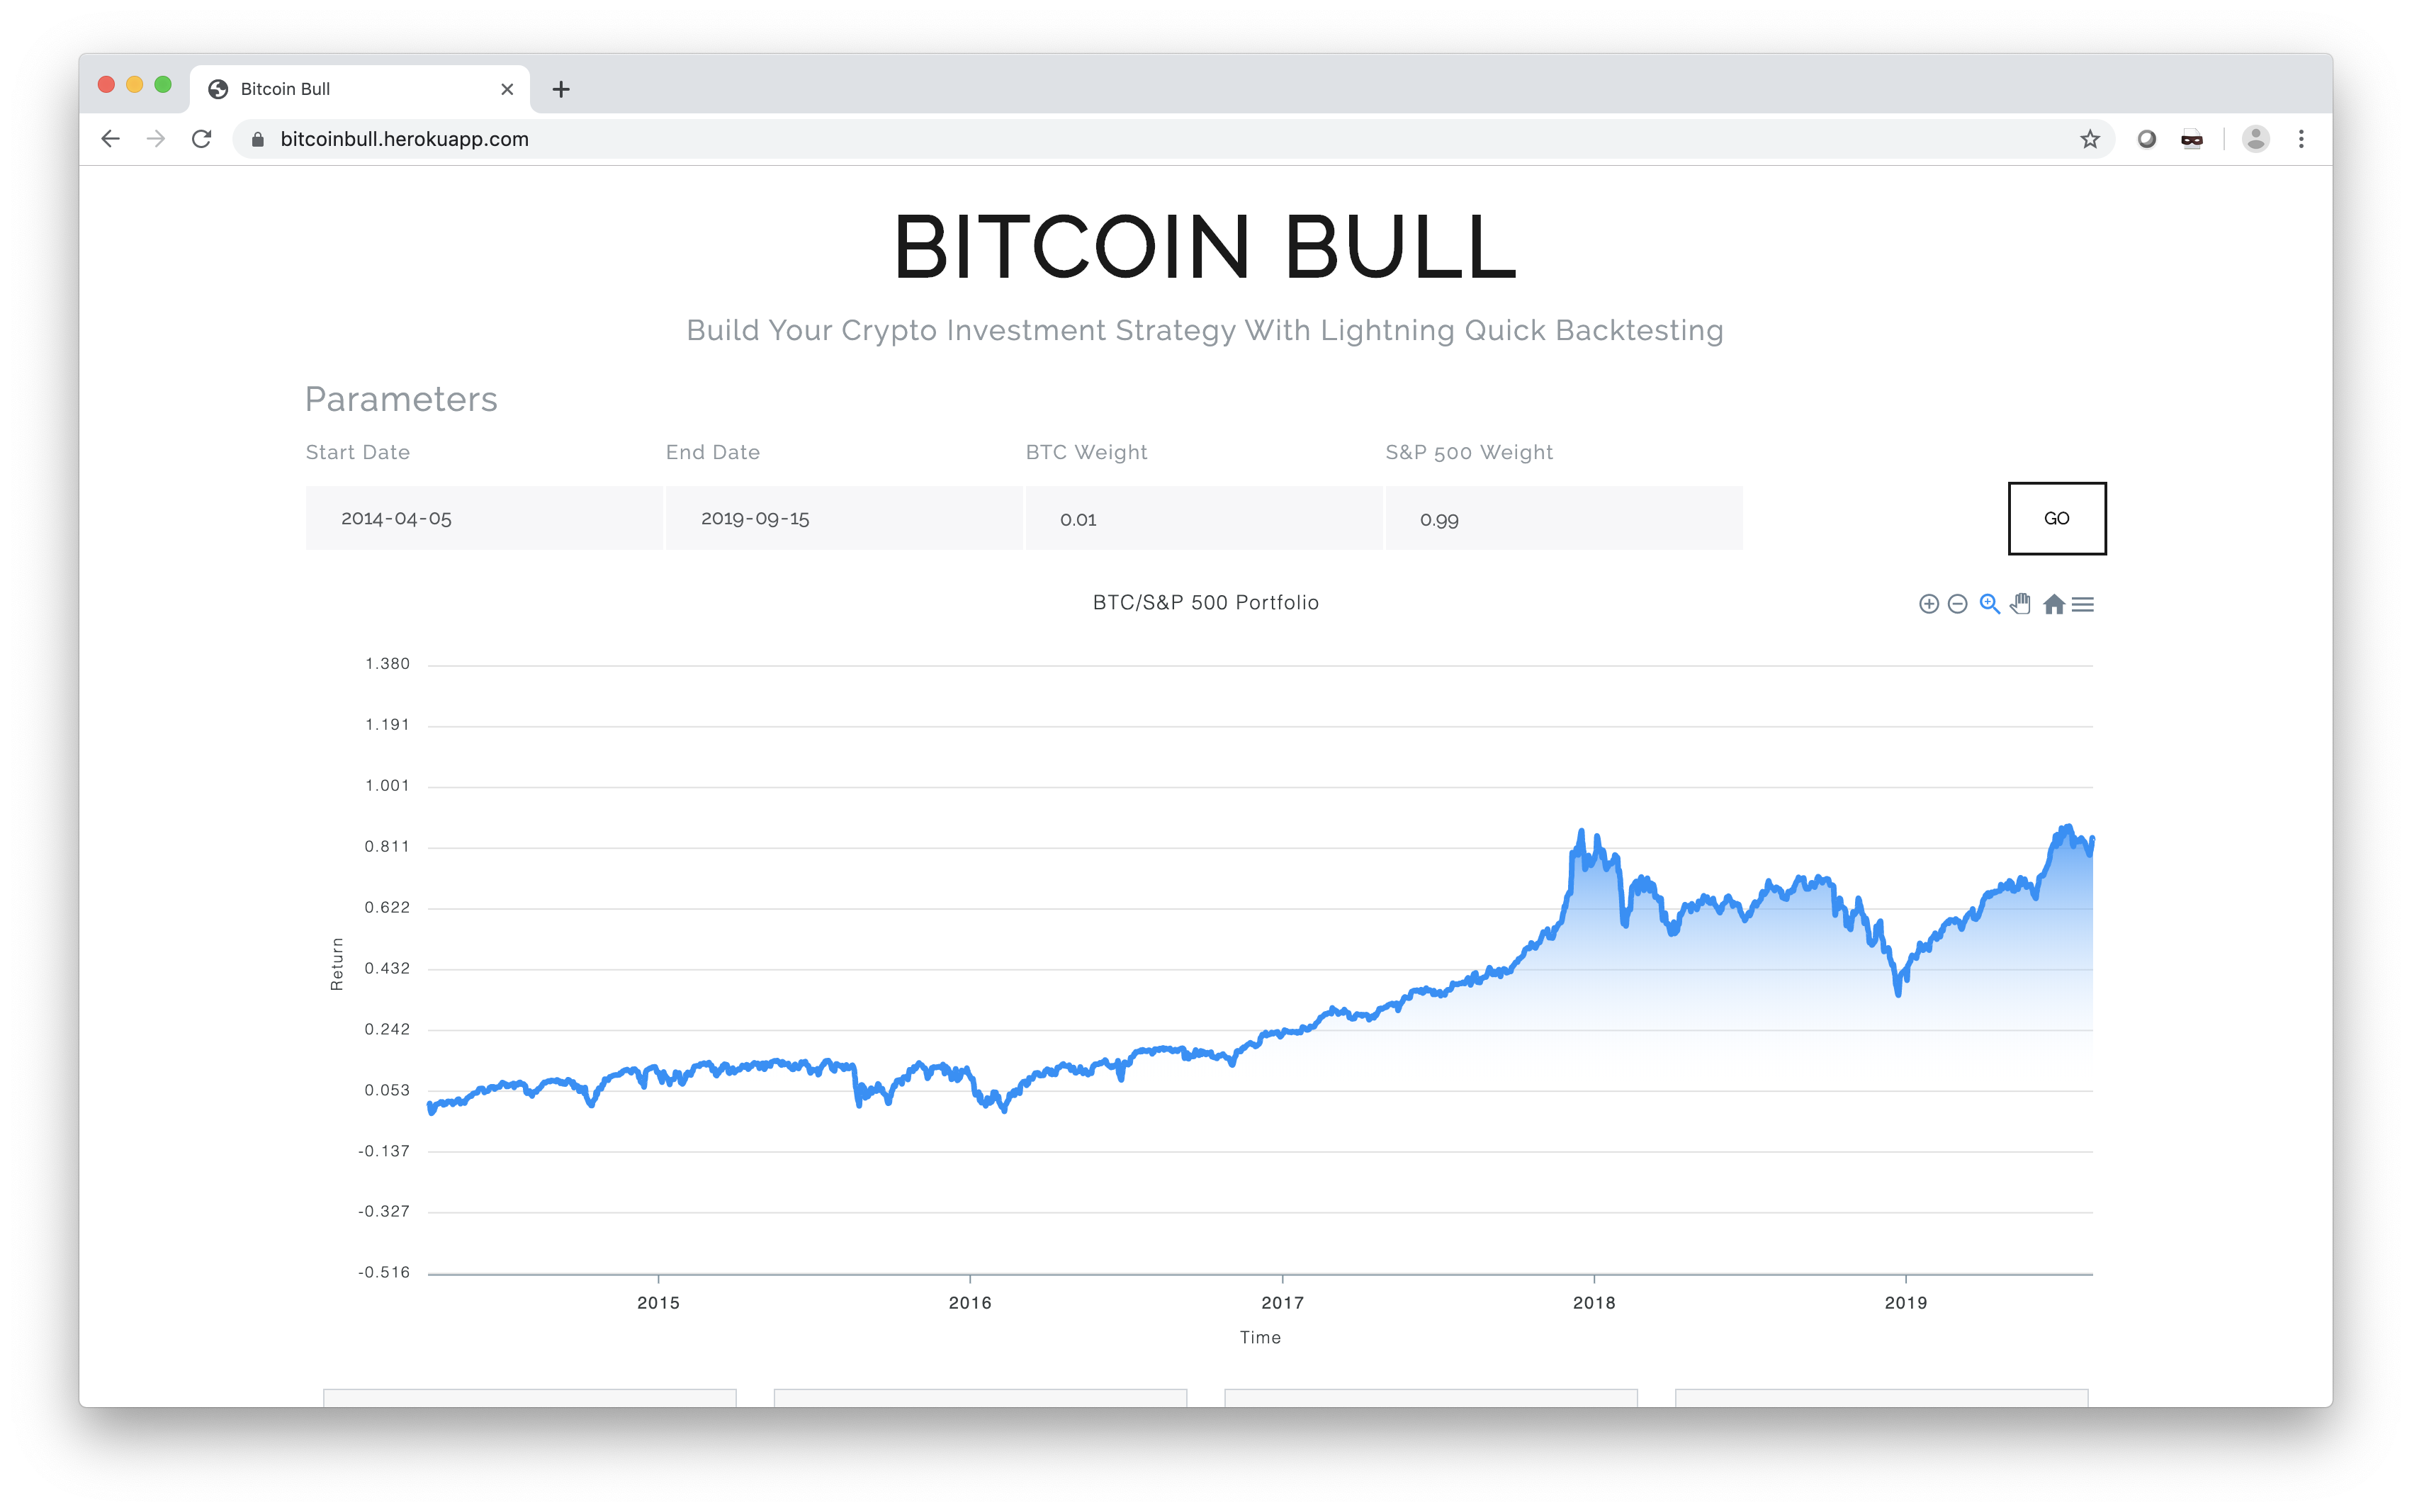 Bitcoin Bull
bitcoinbull.herokuapp.com
BITCOIN BULL
Build Your Crypto Investment Strategy With Lightning Quick Backtesting
Parameters
Start Date End Date BTC Weight S&P 500 Weight
2014-04-05 2019-09-15 0.01 0.99 GO
BTC/S&P 500 Portfolio
1.380
1.191
1.001
0.811
0.622
0.432
0.242
0.053
-0.137
-0.327
-0.516
Return
2015 2016 2017 2018 2019
Time